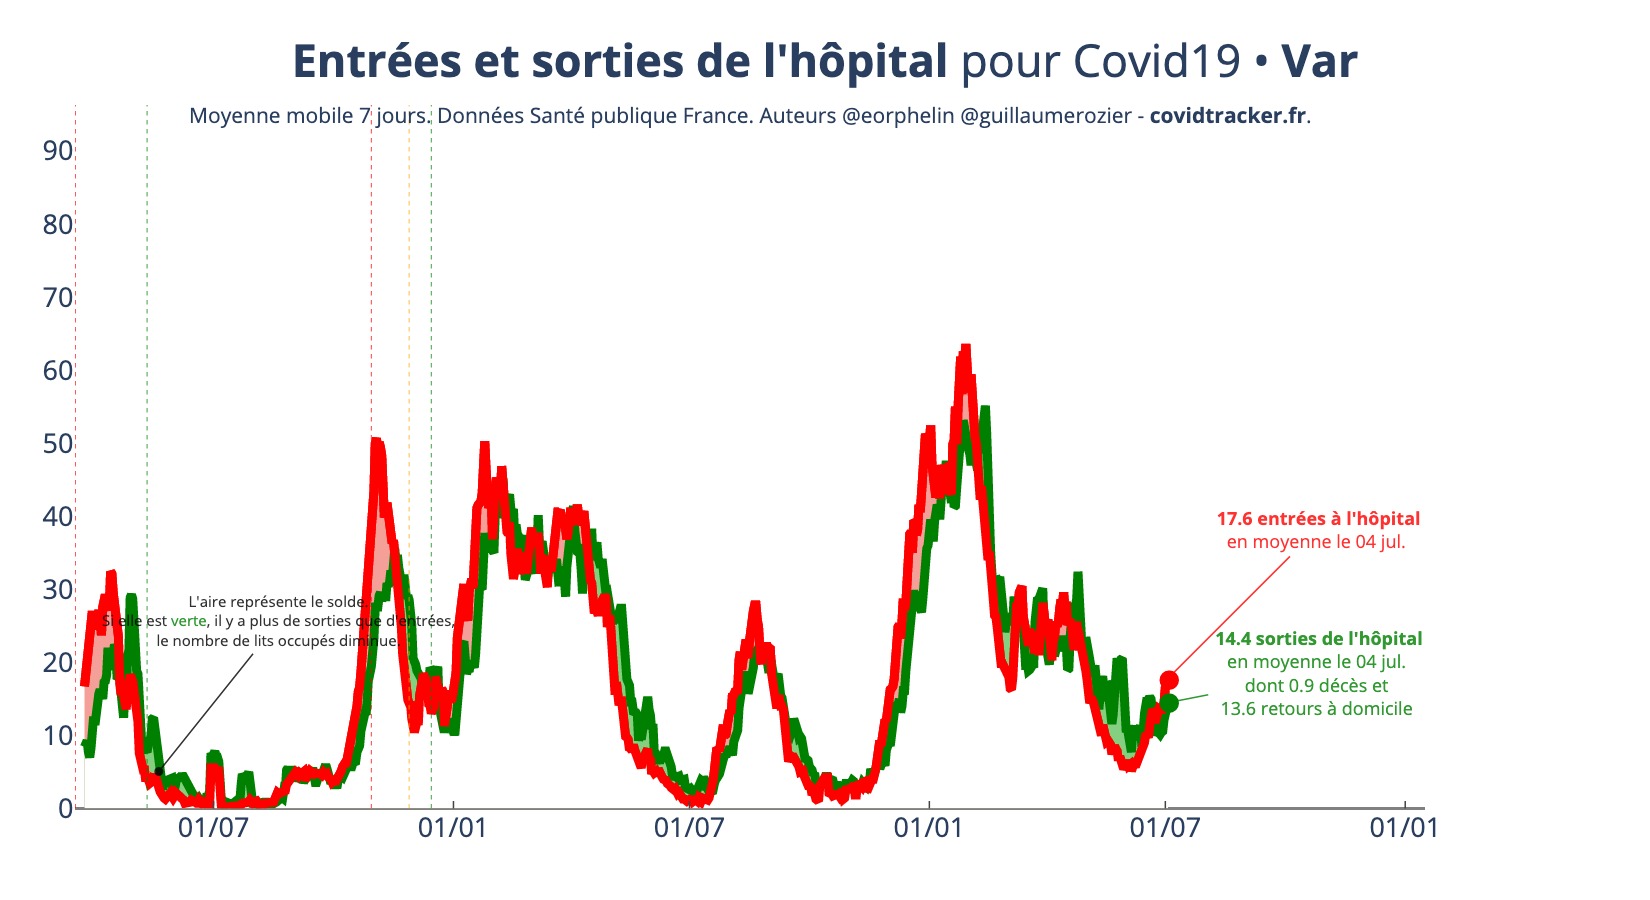 Entrées et sorties de l'hôpital pour Covid19 • Var
Moyenne mobile 7 jours. Données Santé publique France. Auteurs @eorphelin @guillaumerozier - covidtracker.fr.
90
80
70
60
50
40
30
20
10
0
L'aire représente le solde.
Si elle est verte, il y a plus de sorties que d'entrées,
le nombre de lits occupés diminue.
17.6 entrées à l'hôpital
en moyenne le 04 jul.
14.4 sorties de l'hôpital
en moyenne le 04 jul.
dont 0.9 décès et
13.6 retours à domicile
01/07
01/01
01/07
01/01
01/07
01/01